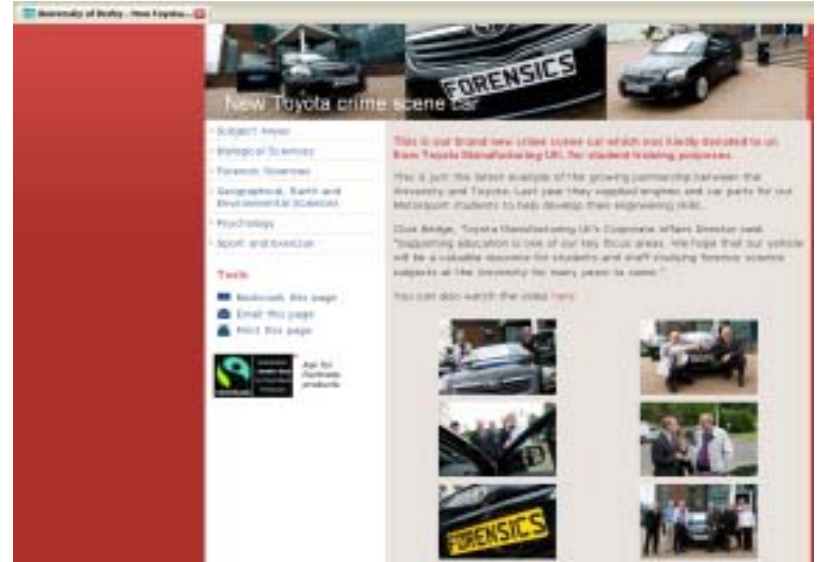 University of Derby - New Toyota...
FORENSICS
New Toyota crime scene car
Subject Areas
Biological Sciences
Forensic Sciences
Geographical, Earth and
Environmental Sciences
Psychology
Sport and Exercise
Tools
Bookmark this page
Email this page
Print this page
Ask for
Fairtrade
products
This is our brand new crime scene car which was kindly donated to us
from Toyota Manufacturing UK, for student training purposes.
This is just the latest example of the growing partnership between the
University and Toyota. Last year they supplied engines and car parts for our
Motorsport students to help develop their engineering skills.
Clive Bridge, Toyota Manufacturing UK's Corporate Affairs Director said:
"Supporting education is one of our key focus areas. We hope that our vehicle
will be a valuable resource for students and staff studying forensic science
subjects at the University for many years to come."
You can also watch the video here
FORENSICS